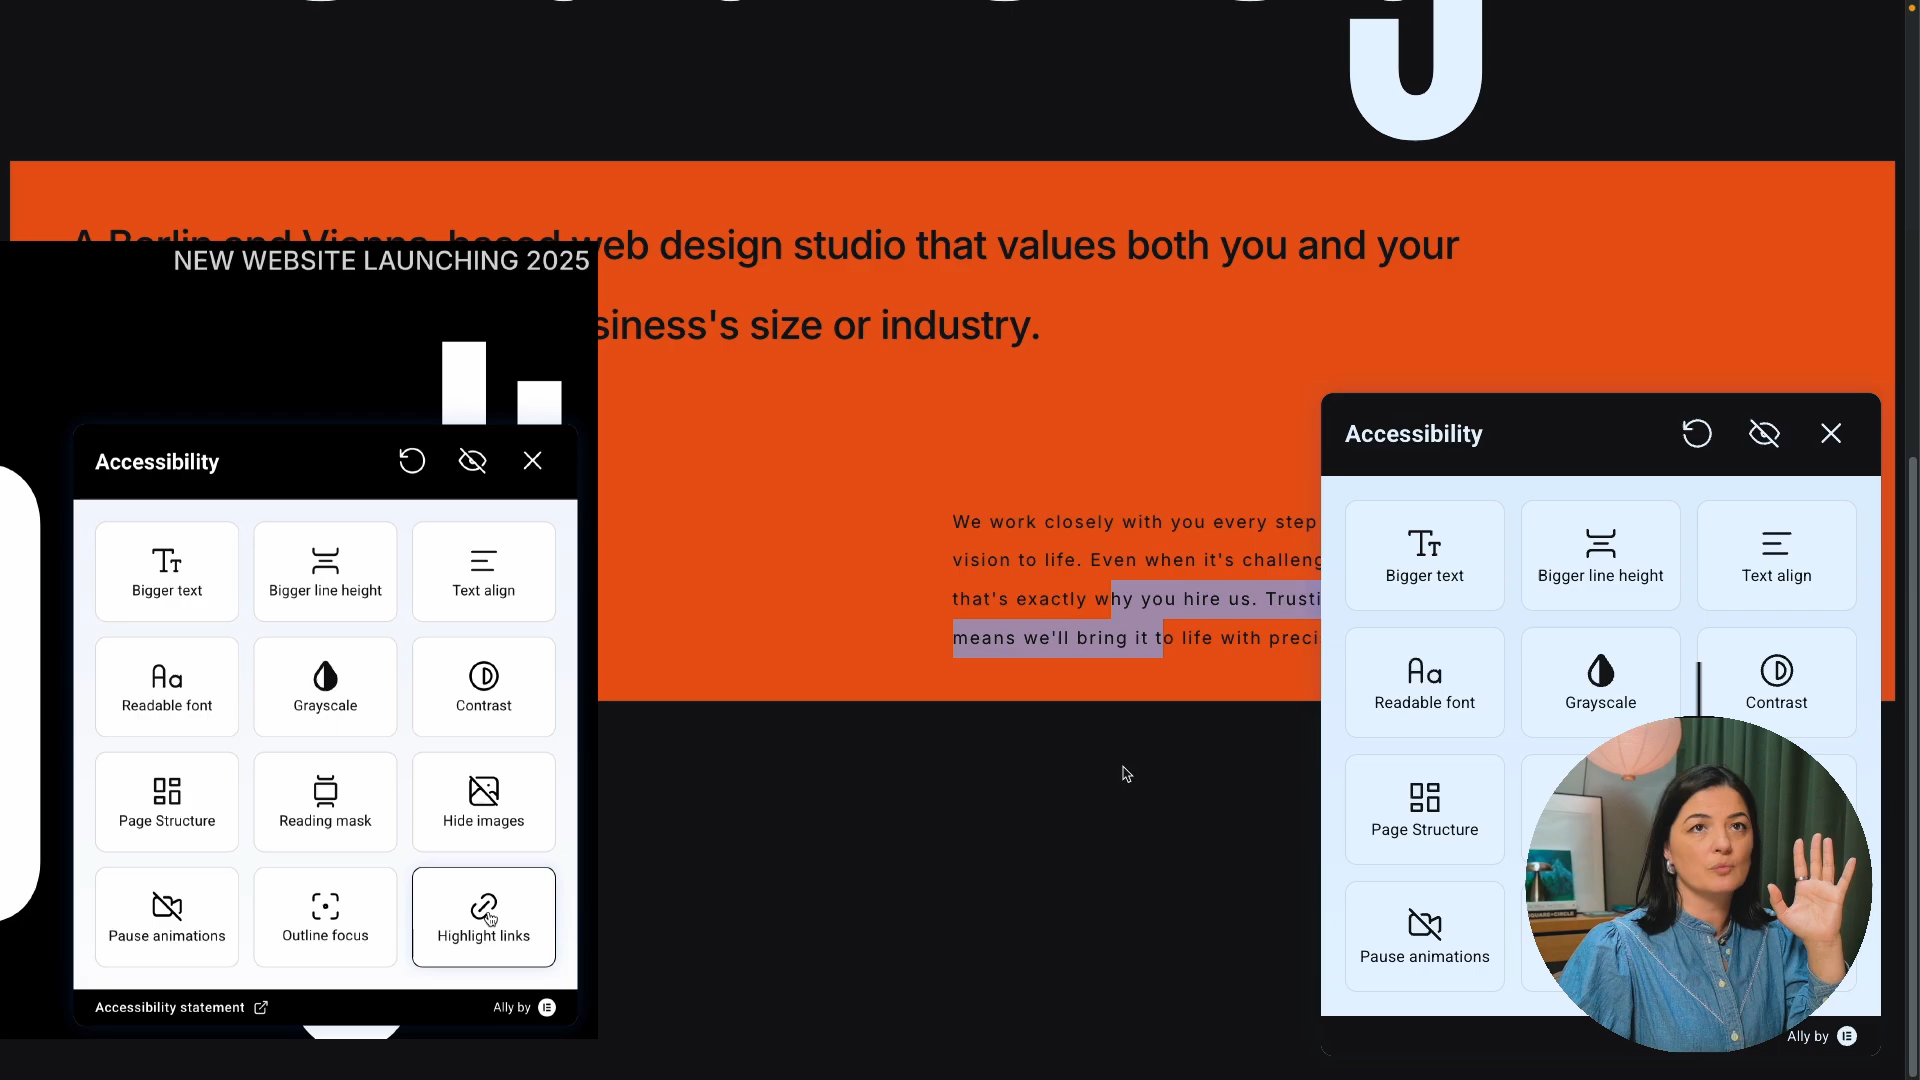 A Berlin and Vienna-based web design studio that values both you and your
siness's size or industry.
NEW WEBSITE LAUNCHING 2025
Accessibility
Bigger text
Bigger line height
Text align
Readable font
Grayscale
Contrast
Page Structure
Reading mask
Hide images
Pause animations
Outline focus
Highlight links
Accessibility statement
Ally by
We work closely with you every step
vision to life. Even when it's challeng
that's exactly why you hire us. Trusti
means we'll bring it to life with preci
Accessibility
Bigger text
Bigger line height
Text align
Readable font
Grayscale
Contrast
Page Structure
Pause animations
Ally by